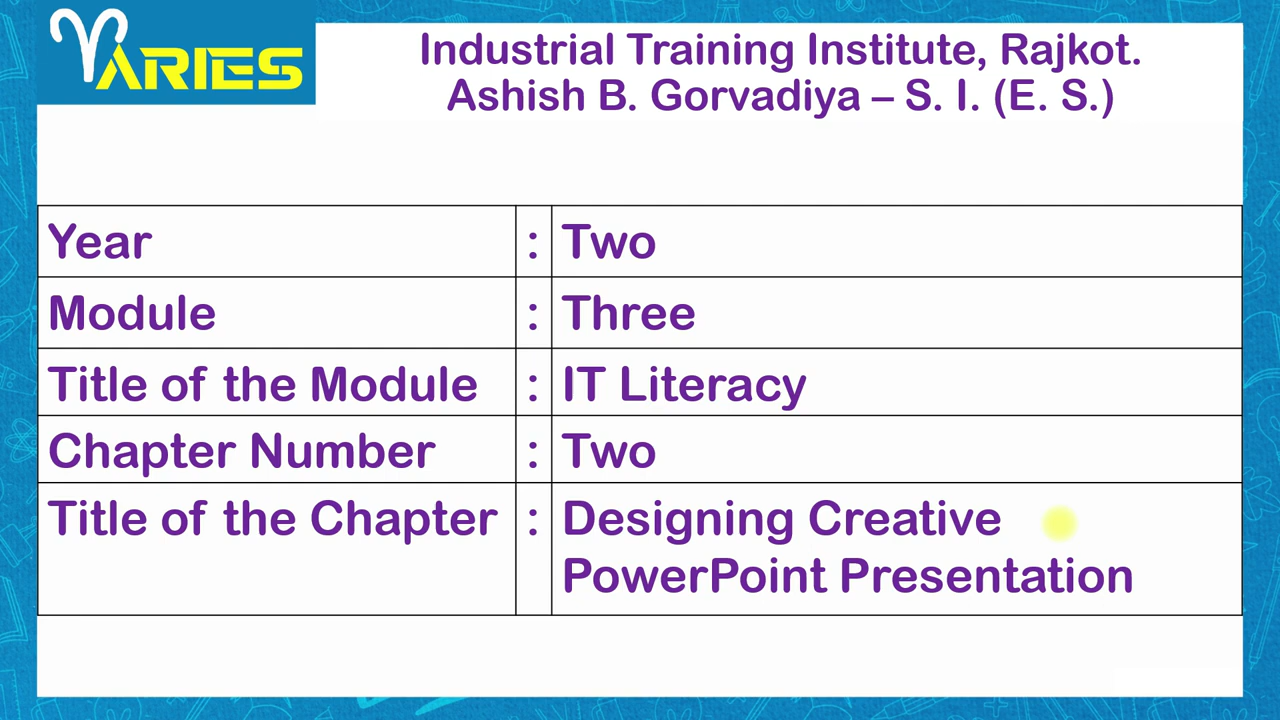 ARIES
Industrial Training Institute, Rajkot.
Ashish B. Gorvadiya – S. I. (E. S.)
Year : Two
Module : Three
Title of the Module : IT Literacy
Chapter Number : Two
Title of the Chapter : Designing Creative
PowerPoint Presentation